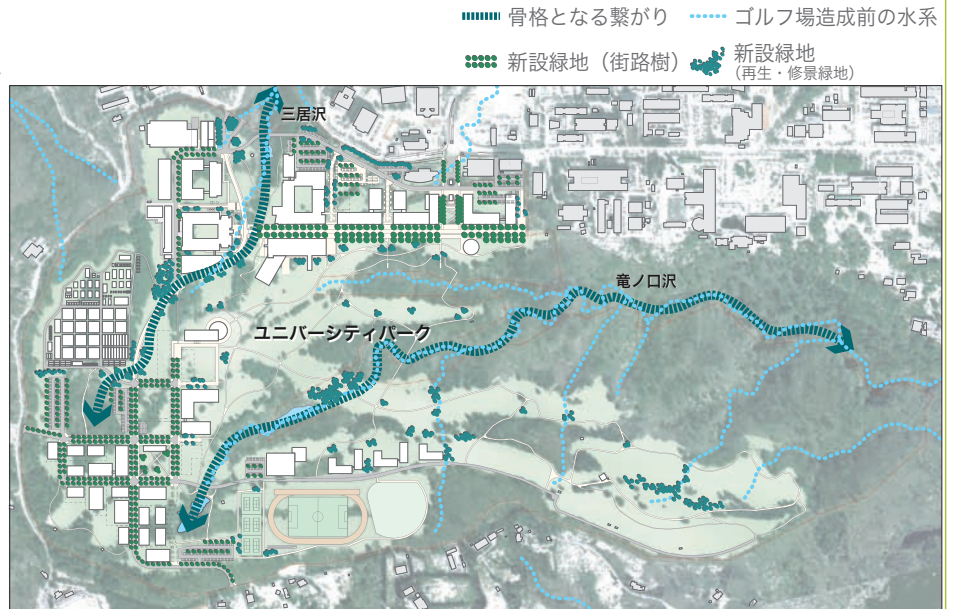 骨格となる繋がり
ゴルフ場造成前の水系
新設緑地（街路樹）
新設緑地
（再生・修景緑地）
三居沢
竜ノ口沢
ユニバーシティパーク